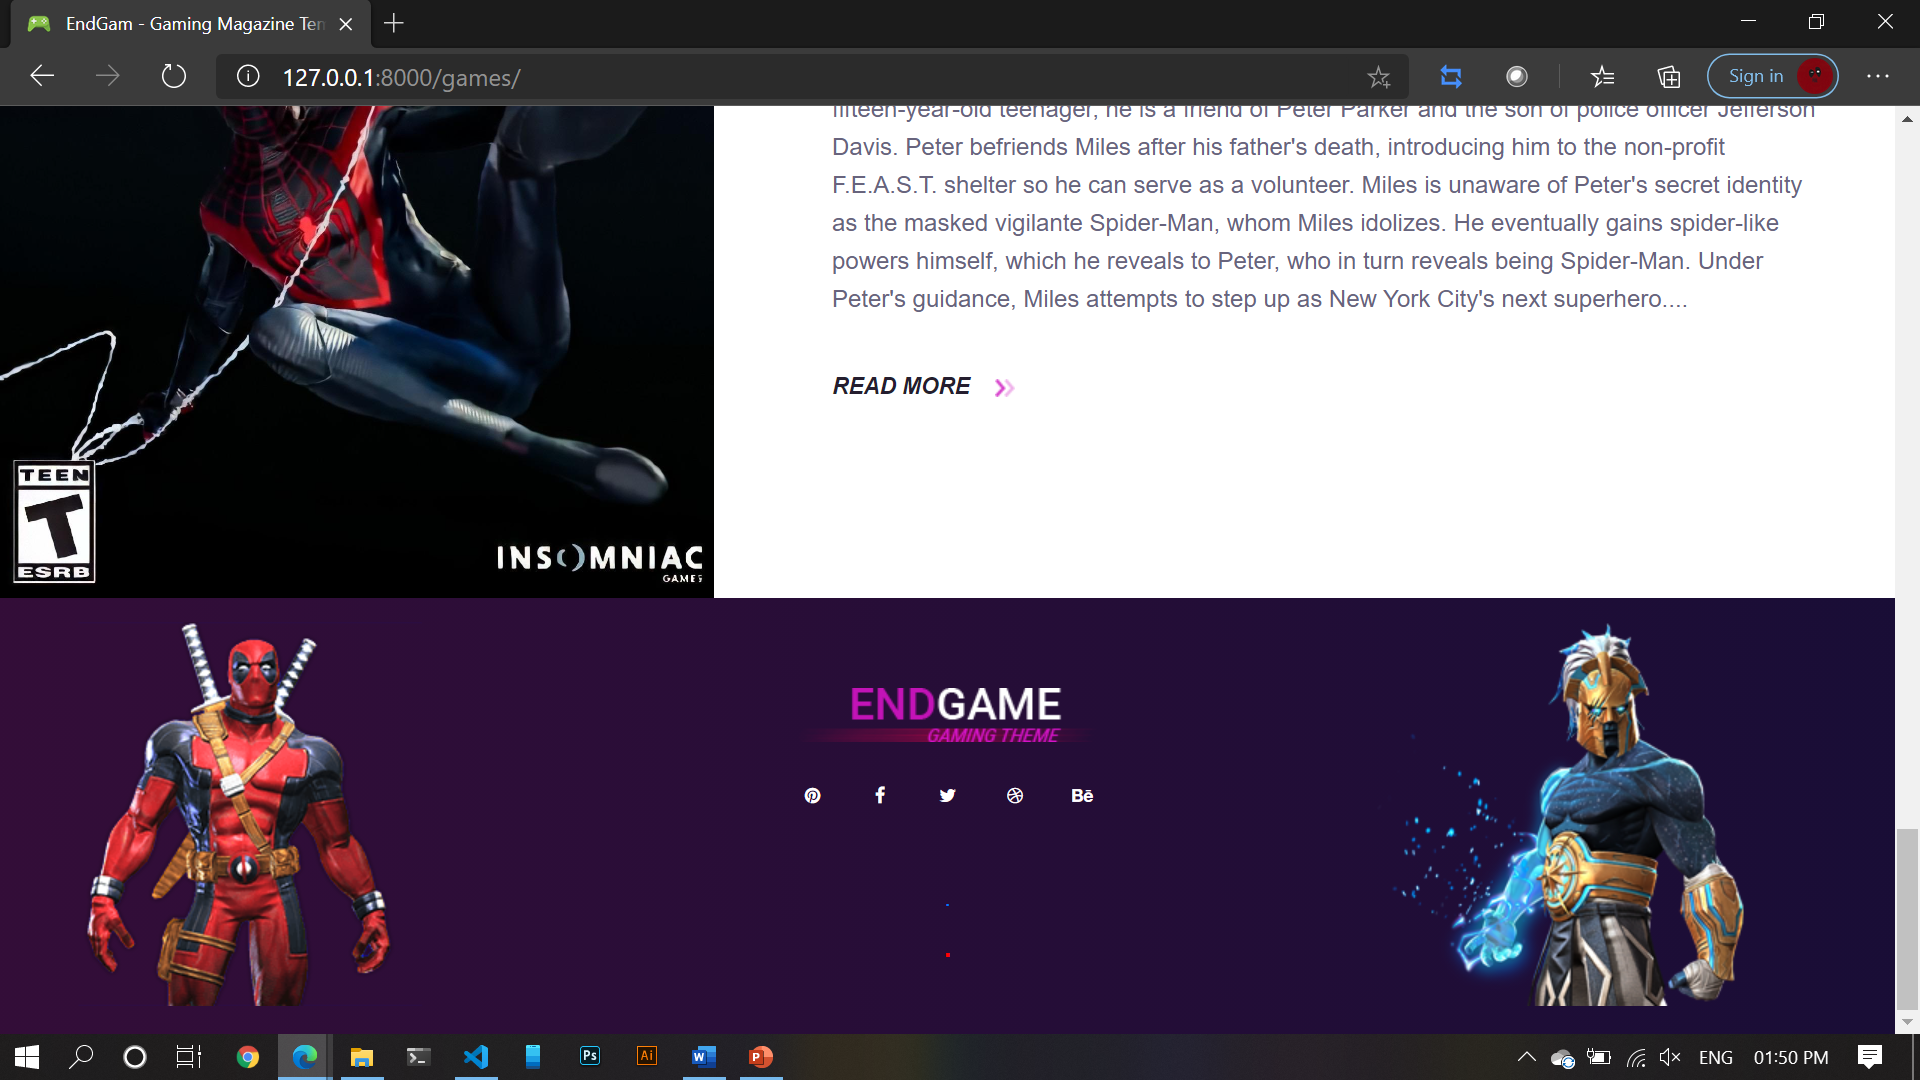 EndGam - Gaming Magazine Ten
127.0.0.1:8000/games/
Sign in
fifteen-year-old teenager, he is a friend of Peter Parker and the son of police officer Jefferson
Davis. Peter befriends Miles after his father's death, introducing him to the non-profit
F.E.A.S.T. shelter so he can serve as a volunteer. Miles is unaware of Peter's secret identity
as the masked vigilante Spider-Man, whom Miles idolizes. He eventually gains spider-like
powers himself, which he reveals to Peter, who in turn reveals being Spider-Man. Under
Peter's guidance, Miles attempts to step up as New York City's next superhero....
READ MORE
TEEN
T
ESRB
INSOMNIAC
GAMES
ENDGAME
GAMING THEME
Bē
Ps
Ai
W
P
ENG
01:50 PM